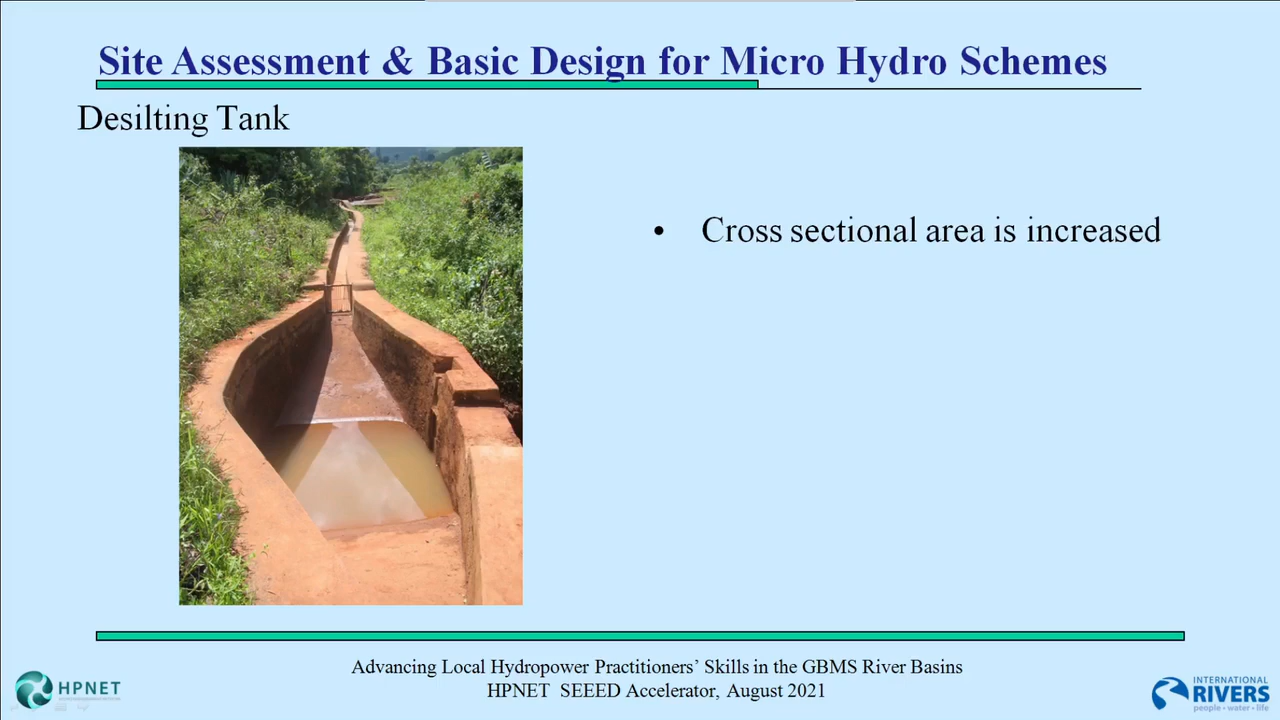 Site Assessment & Basic Design for Micro Hydro Schemes
Desilting Tank
• Cross sectional area is increased
Advancing Local Hydropower Practitioners’ Skills in the GBMS River Basins
HPNET SEEED Accelerator, August 2021
HPNET
INTERNATIONAL
RIVERS
people • water • life